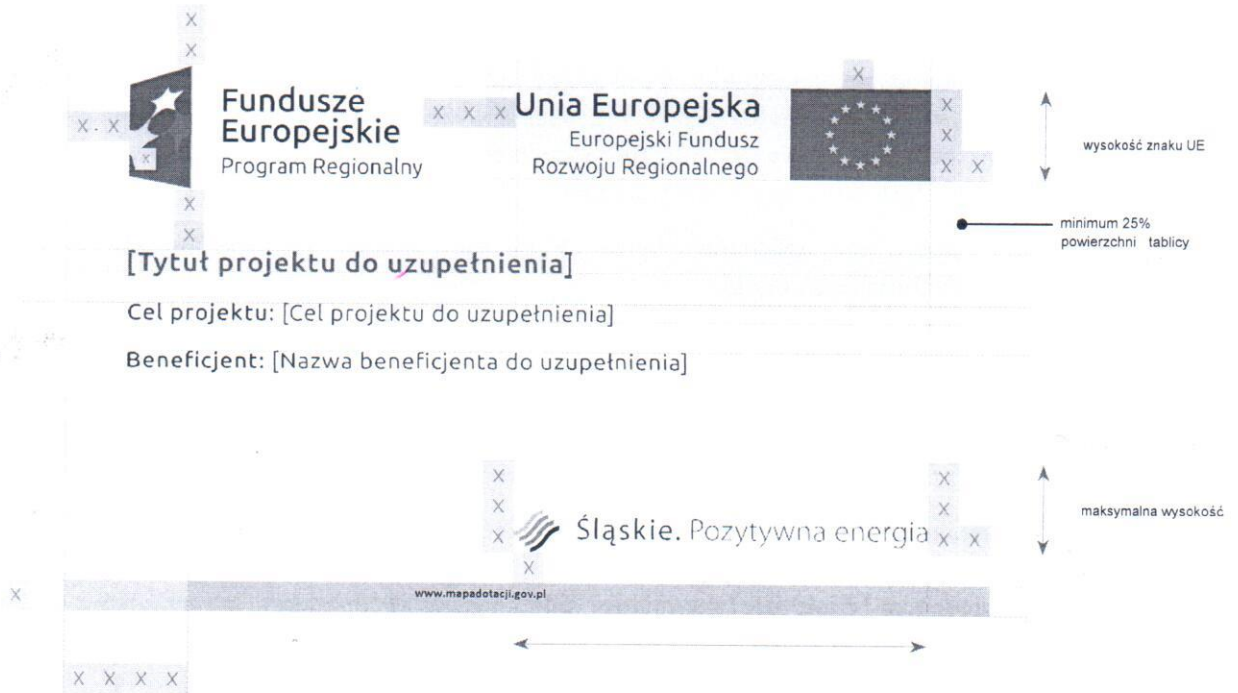 X
X
X
Fundusze
Europejskie
Program Regionalny
X X
X
X X X
Unia Europejska
Europejski Fundusz
Rozwoju Regionalnego
X
X
X X
wysokość znaku UE
X
X
minimum 25%
powierzchni tablicy
[Tytuł projektu do uzupełnienia]
Cel projektu: [Cel projektu do uzupełnienia]
Beneficjent: [Nazwa beneficjenta do uzupełnienia]
X
X
X
X
X
X X
maksymalna wysokość
Śląskie. Pozytywna energia
X
X
www.mapadotacji.gov.pl
X X X X